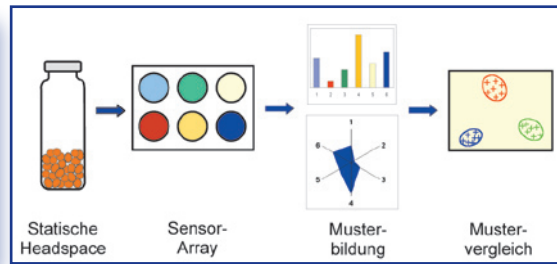 1 2 3 4 5 6
1
6 2
5 3
4
Statische
Headspace
Sensor-
Array
Muster-
bildung
Muster-
vergleich